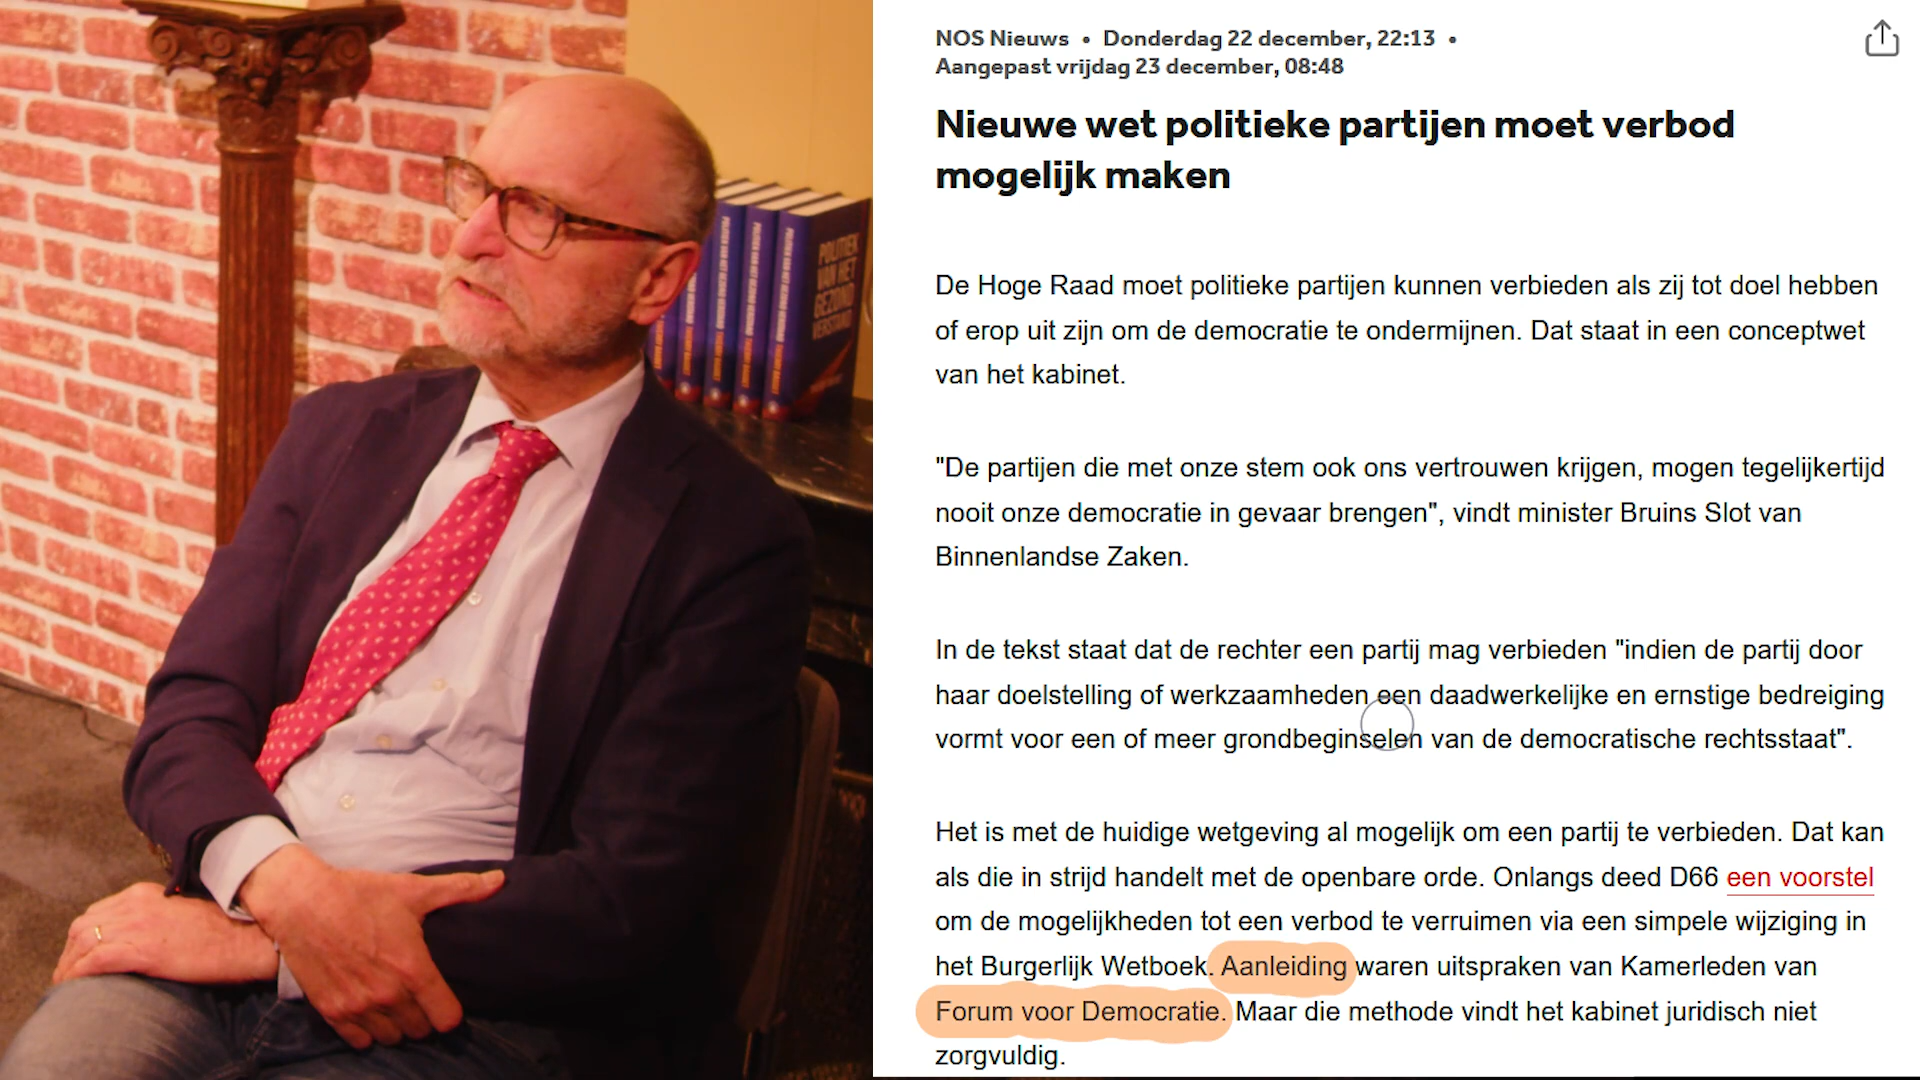 NOS Nieuws • Donderdag 22 december, 22:13 •
Aangepast vrijdag 23 december, 08:48
Nieuwe wet politieke partijen moet verbod
mogelijk maken
De Hoge Raad moet politieke partijen kunnen verbieden als zij tot doel hebben
of erop uit zijn om de democratie te ondermijnen. Dat staat in een conceptwet
van het kabinet.
"De partijen die met onze stem ook ons vertrouwen krijgen, mogen tegelijkertijd
nooit onze democratie in gevaar brengen", vindt minister Bruins Slot van
Binnenlandse Zaken.
In de tekst staat dat de rechter een partij mag verbieden "indien de partij door
haar doelstelling of werkzaamheden een daadwerkelijke en ernstige bedreiging
vormt voor een of meer grondbeginselen van de democratische rechtsstaat".
Het is met de huidige wetgeving al mogelijk om een partij te verbieden. Dat kan
als die in strijd handelt met de openbare orde. Onlangs deed D66 een voorstel
om de mogelijkheden tot een verbod te verruimen via een simpele wijziging in
het Burgerlijk Wetboek. Aanleiding waren uitspraken van Kamerleden van
Forum voor Democratie. Maar die methode vindt het kabinet juridisch niet
zorgvuldig.
POLITIEK
VAN HET
GEZOND
VERSTAND